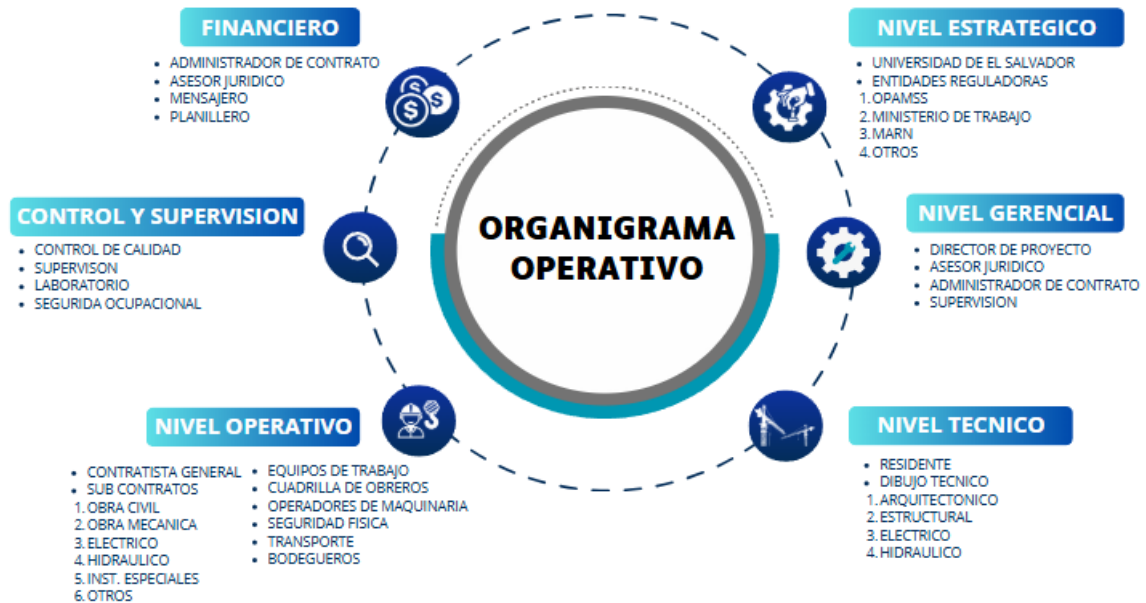 FINANCIERO
• ADMINISTRADOR DE CONTRATO
• ASESOR JURIDICO
• MENSAJERO
• PLANILLERO
NIVEL ESTRATEGICO
• UNIVERSIDAD DE EL SALVADOR
• ENTIDADES REGULADORAS
1. OPAMSS
2. MINISTERIO DE TRABAJO
3. MARN
4. OTROS
CONTROL Y SUPERVISION
• CONTROL DE CALIDAD
• SUPERVISON
• LABORATORIO
• SEGURIDA OCUPACIONAL
ORGANIGRAMA
OPERATIVO
NIVEL GERENCIAL
• DIRECTOR DE PROYECTO
• ASESOR JURIDICO
• ADMINISTRADOR DE CONTRATO
• SUPERVISION
NIVEL OPERATIVO
• CONTRATISTA GENERAL
• SUB CONTRATOS
1. OBRA CIVIL
2. OBRA MECANICA
3. ELECTRICO
4. HIDRAULICO
5. INST. ESPECIALES
6. OTROS
• EQUIPOS DE TRABAJO
• CUADRILLA DE OBREROS
• OPERADORES DE MAQUINARIA
• SEGURIDAD FISICA
• TRANSPORTE
• BODEGUEROS
NIVEL TECNICO
• RESIDENTE
• DIBUJO TECNICO
1. ARQUITECTONICO
2. ESTRUCTURAL
3. ELECTRICO
4. HIDRAULICO